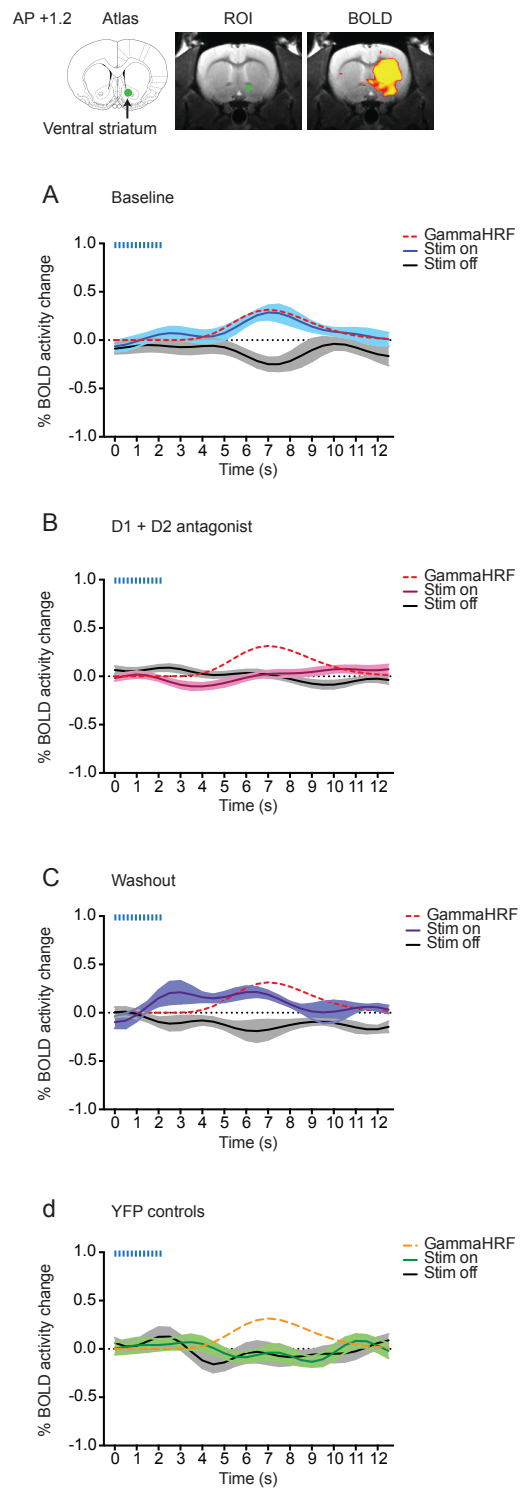 AP +1.2 Atlas ROI BOLD
Ventral striatum
A Baseline
GammaHRF
Stim on
Stim off
% BOLD activity change
1.0
0.5
0.0
-0.5
-1.0
0 1 2 3 4 5 6 7 8 9 10 11 12
Time (s)
B D1 + D2 antagonist
GammaHRF
Stim on
Stim off
% BOLD activity change
1.0
0.5
0.0
-0.5
-1.0
0 1 2 3 4 5 6 7 8 9 10 11 12
Time (s)
C Washout
GammaHRF
Stim on
Stim off
% BOLD activity change
1.0
0.5
0.0
-0.5
-1.0
0 1 2 3 4 5 6 7 8 9 10 11 12
Time (s)
d YFP controls
GammaHRF
Stim on
Stim off
% BOLD activity change
1.0
0.5
0.0
-0.5
-1.0
0 1 2 3 4 5 6 7 8 9 10 11 12
Time (s)